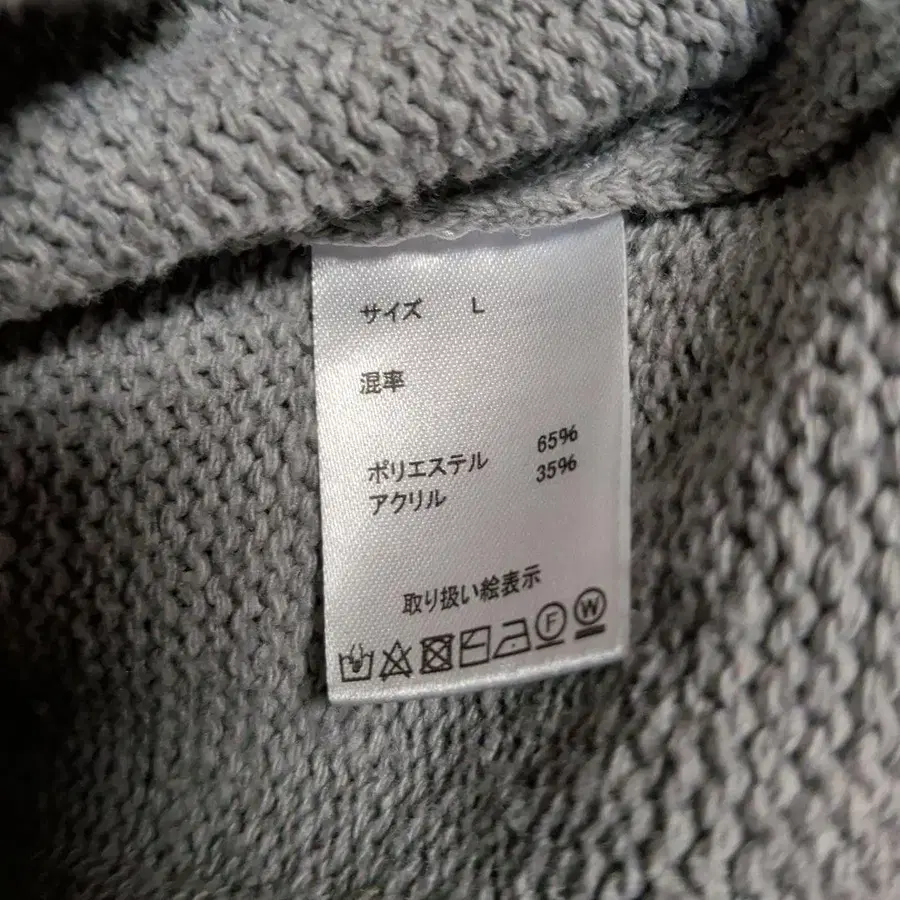 サイズ L
混率
ポリエステル 65%
アクリル 35%
取り扱い絵表示
F W